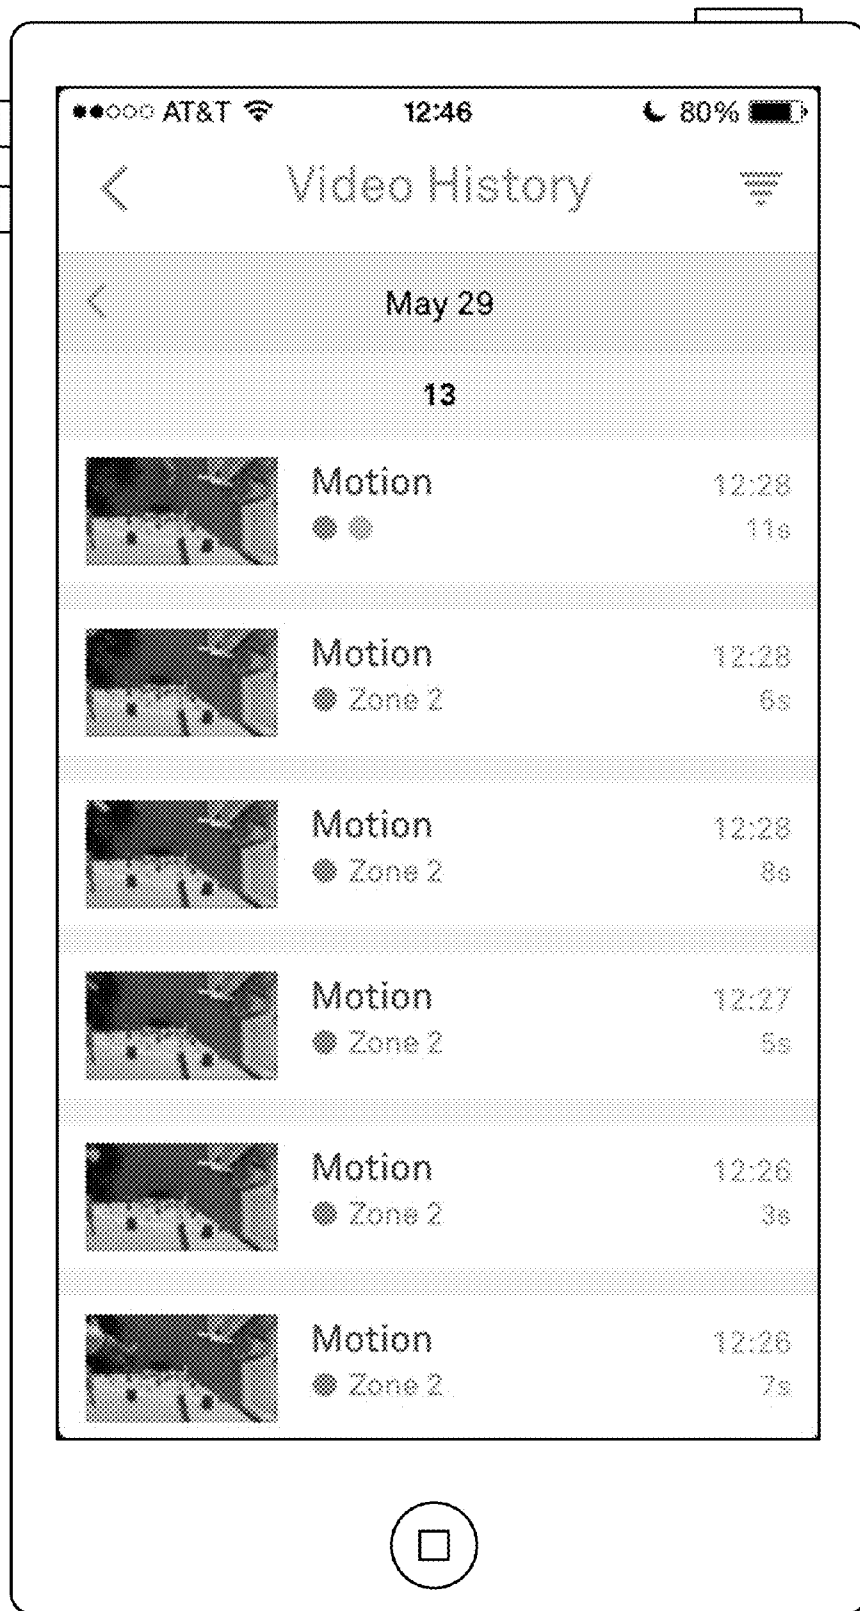 AT&T 12:46 80%
Video History
May 29
13
Motion 12:28
11s
Motion 12:28
Zone 2 6s
Motion 12:28
Zone 2 8s
Motion 12:27
Zone 2 5s
Motion 12:26
Zone 2 3s
Motion 12:26
Zone 2 7s